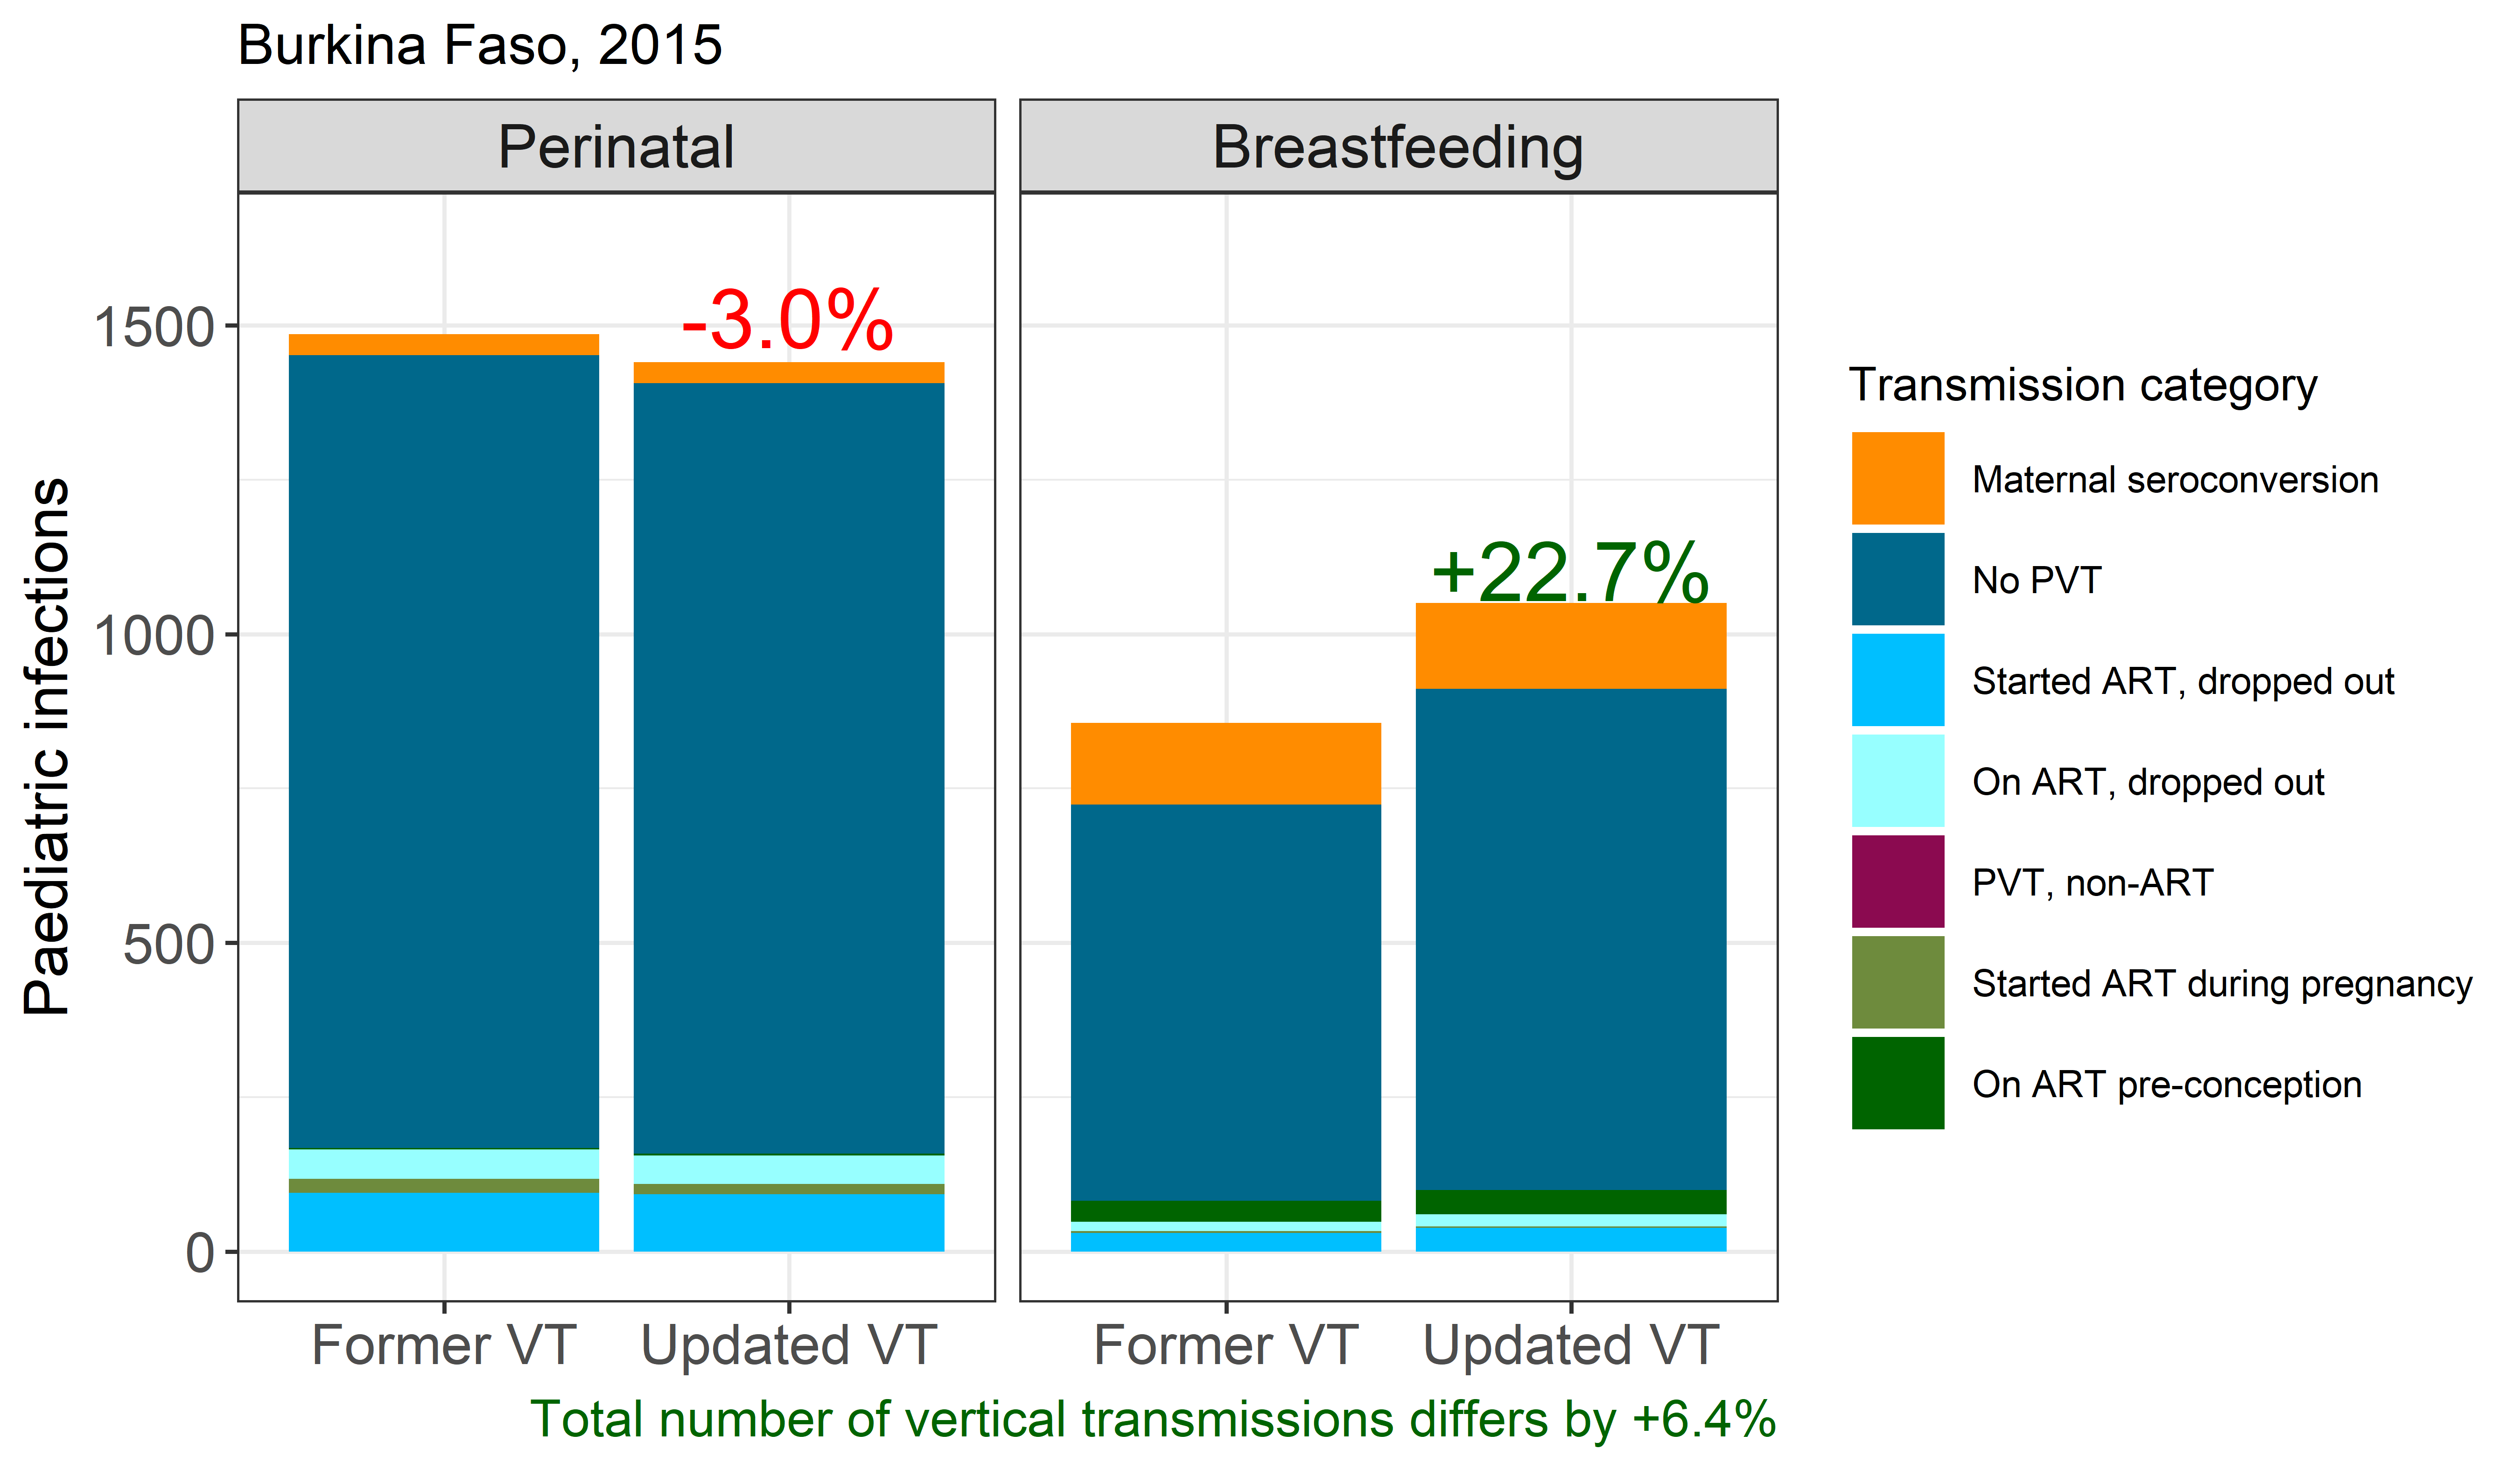 Burkina Faso, 2015
Perinatal
Breastfeeding
Paediatric infections
1500
1000
500
0
-3.0%
+22.7%
Former VT
Updated VT
Former VT
Updated VT
Total number of vertical transmissions differs by +6.4%
Transmission category
Maternal seroconversion
No PVT
Started ART, dropped out
On ART, dropped out
PVT, non-ART
Started ART during pregnancy
On ART pre-conception